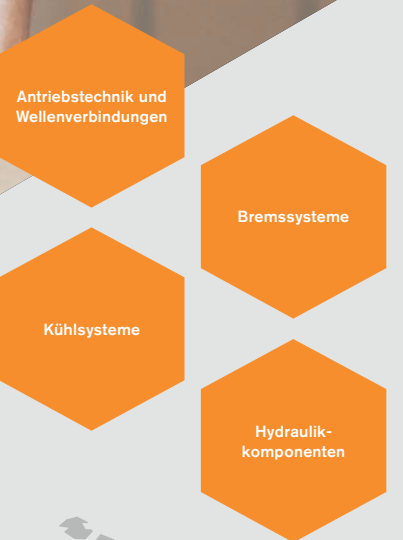 Antriebstechnik und
Wellenverbindungen
Bremssysteme
Kühlsysteme
Hydraulik-
komponenten